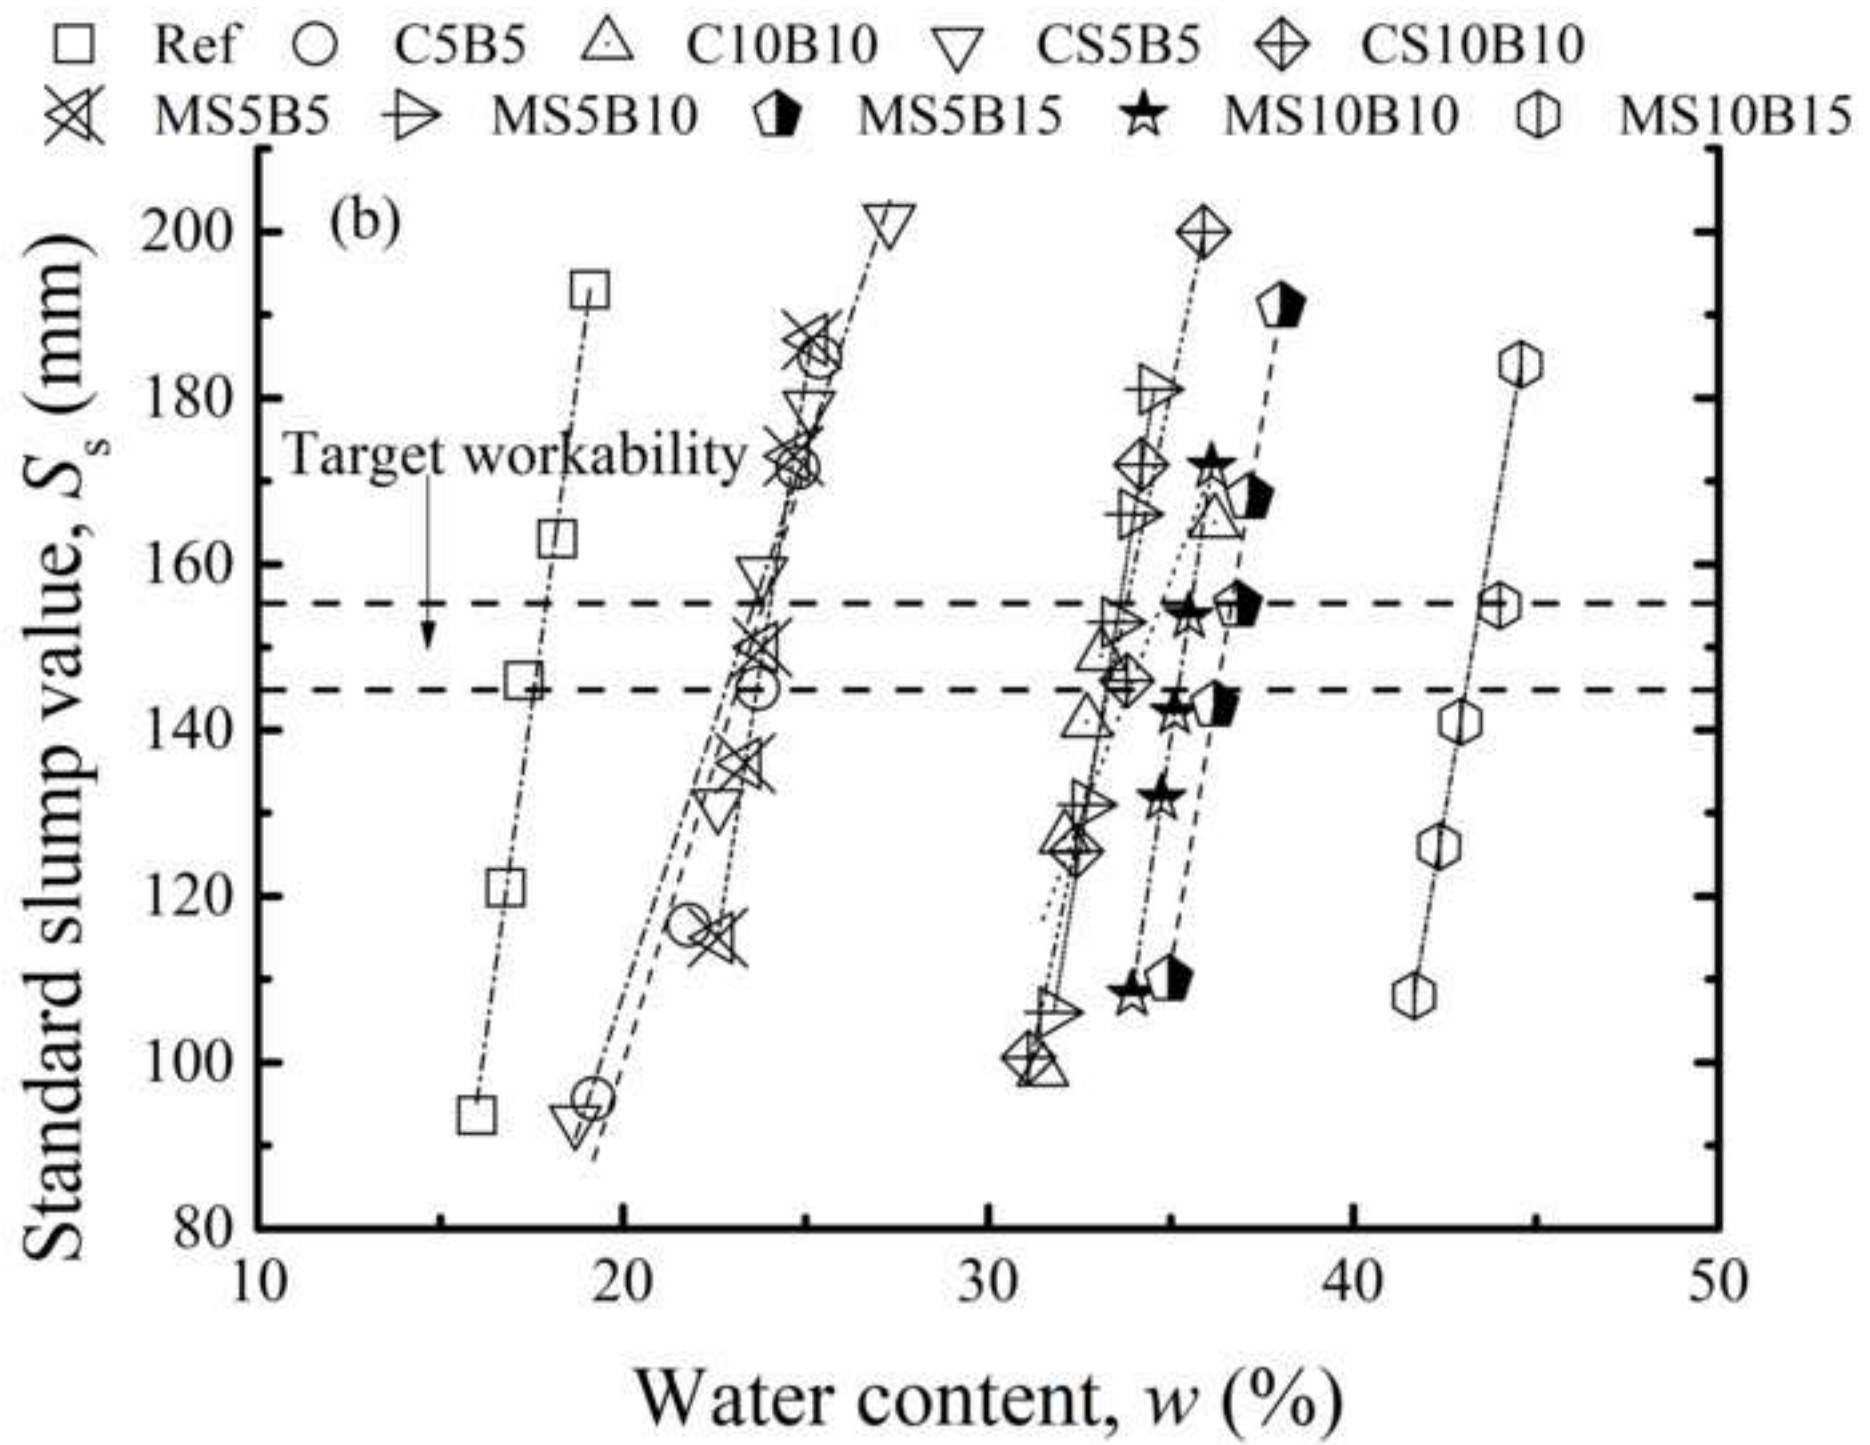 Ref C5B5 C10B10 CS5B5 CS10B10
MS5B5 MS5B10 MS5B15 MS10B10 MS10B15
(b)
Target workability
Standard slump value, Ss (mm)
200
180
160
140
120
100
80
10 20 30 40 50
Water content, w (%)